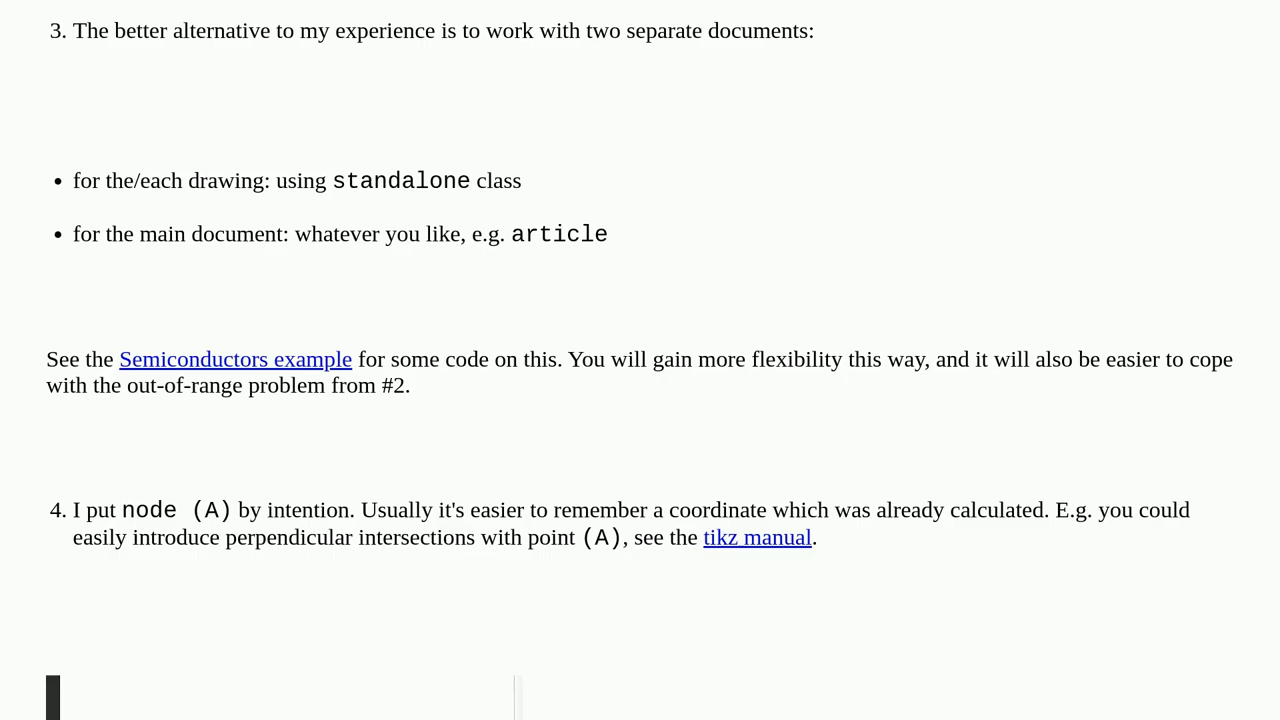 3. The better alternative to my experience is to work with two separate documents:
• for the/each drawing: using standalone class
• for the main document: whatever you like, e.g. article
See the Semiconductors example for some code on this. You will gain more flexibility this way, and it will also be easier to cope
with the out-of-range problem from #2.
4. I put node (A) by intention. Usually it's easier to remember a coordinate which was already calculated. E.g. you could
easily introduce perpendicular intersections with point (A), see the tikz manual.